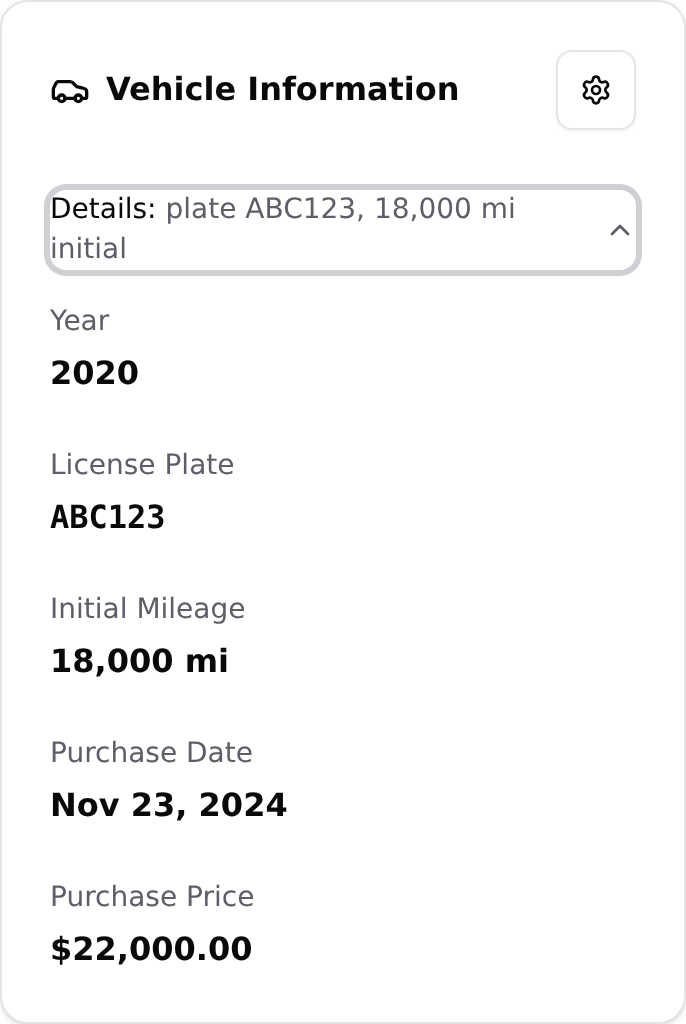 Vehicle Information
Details: plate ABC123, 18,000 mi
initial
Year
2020
License Plate
ABC123
Initial Mileage
18,000 mi
Purchase Date
Nov 23, 2024
Purchase Price
$22,000.00